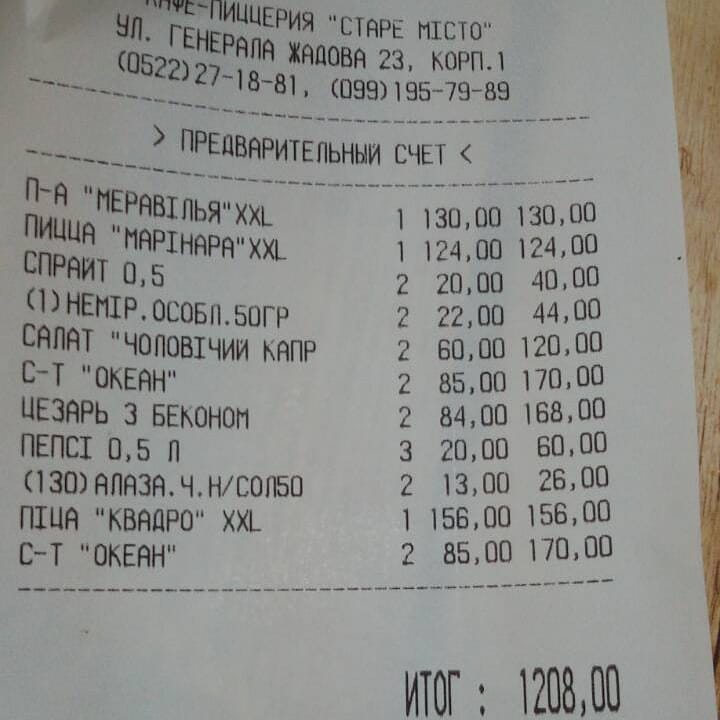 КАФЕ-ПИЦЦЕРИЯ "СТАРЕ МІСТО"
УЛ. ГЕНЕРАЛА ЖАДОВА 23, КОРП.1
(0522)27-18-81, (099)195-79-89
> ПРЕДВАРИТЕЛЬНЫЙ СЧЕТ <
П-А "МЕРАВІЛЬЯ"XXL 1 130,00 130,00
ПИЦЦА "МАРІНАРА"XXL 1 124,00 124,00
СПРАЙТ 0,5 2 20,00 40,00
(1)НЕМІР.ОСОБЛ.50ГР 2 22,00 44,00
САЛАТ "ЧОЛОВІЧИЙ КАПР 2 60,00 120,00
С-Т "ОКЕАН" 2 85,00 170,00
ЦЕЗАРЬ З БЕКОНОМ 2 84,00 168,00
ПЕПСІ 0,5 Л 3 20,00 60,00
(130)АЛАЗА.Ч.Н/СОЛ50 2 13,00 26,00
ПІЦА "КВАДРО" XXL 1 156,00 156,00
С-Т "ОКЕАН" 2 85,00 170,00
ИТОГ : 1208,00